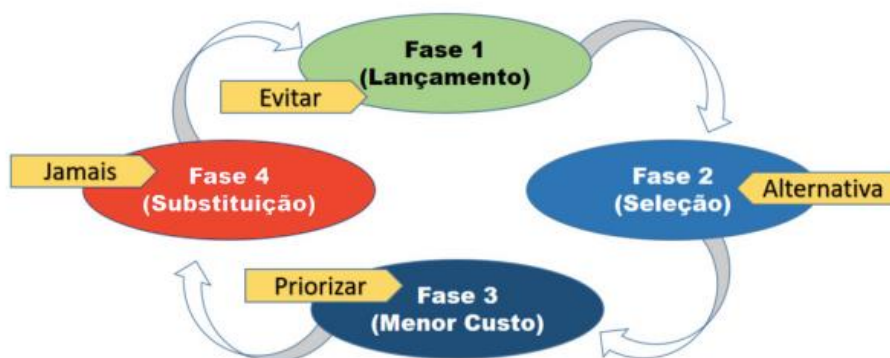 Fase 1
(Lançamento)
Evitar
Fase 2
(Seleção)
Alternativa
Fase 3
(Menor Custo)
Priorizar
Fase 4
(Substituição)
Jamais